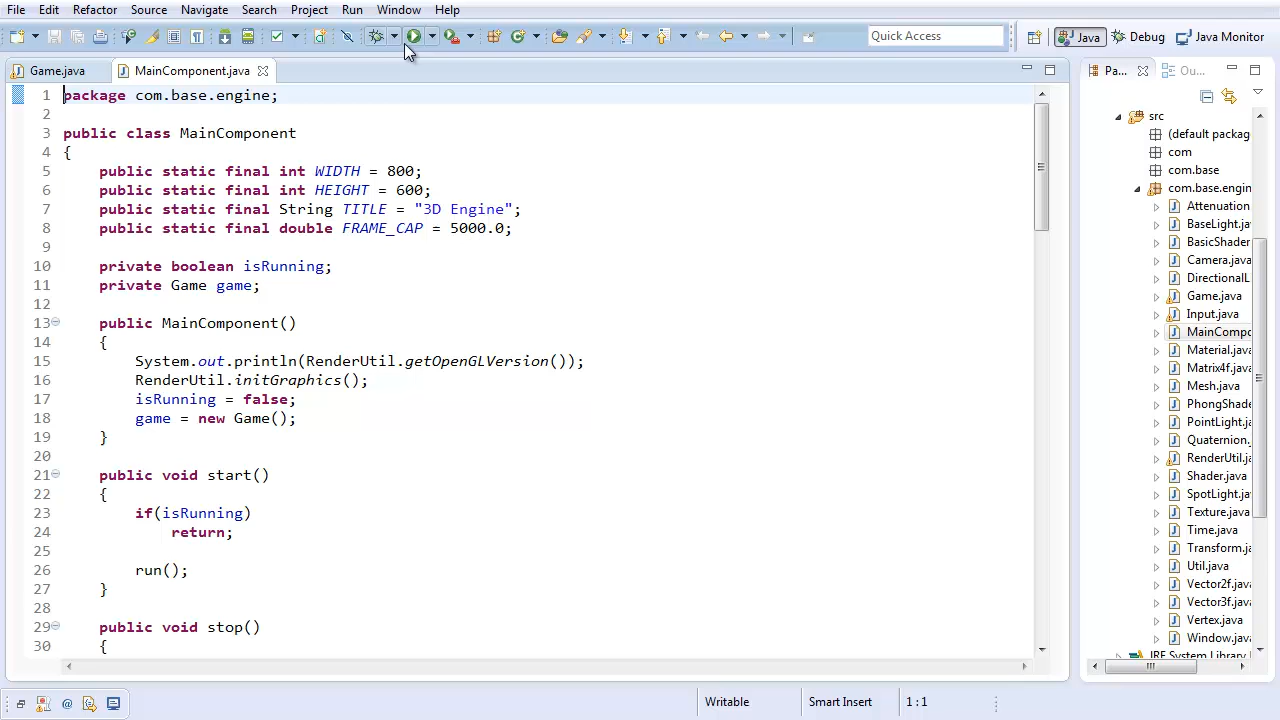 File Edit Refactor Source Navigate Search Project Run Window Help
Quick Access
Java Debug Java Monitor
Game.java MainComponent.java
Pa... Ou...
1 package com.base.engine;
2
3 public class MainComponent
4 {
5 public static final int WIDTH = 800;
6 public static final int HEIGHT = 600;
7 public static final String TITLE = "3D Engine";
8 public static final double FRAME_CAP = 5000.0;
9
10 private boolean isRunning;
11 private Game game;
12
13 public MainComponent()
14 {
15 System.out.println(RenderUtil.getOpenGLVersion());
16 RenderUtil.initGraphics();
17 isRunning = false;
18 game = new Game();
19 }
20
21 public void start()
22 {
23 if(isRunning)
24 return;
25
26 run();
27 }
28
29 public void stop()
30 {
src
(default packag
com
com.base
com.base.engin
Attenuation
BaseLight.ja
BasicShader
Camera.java
DirectionalL
Game.java
Input.java
MainCompo
Material.java
Matrix4f.jav
Mesh.java
PhongShade
PointLight.j
Quaternion.
RenderUtil.j
Shader.java
SpotLight.ja
Texture.java
Time.java
Transform.j
Util.java
Vector2f.jav
Vector3f.jav
Vertex.java
Window.java
JRE System Library
Writable Smart Insert 1 : 1